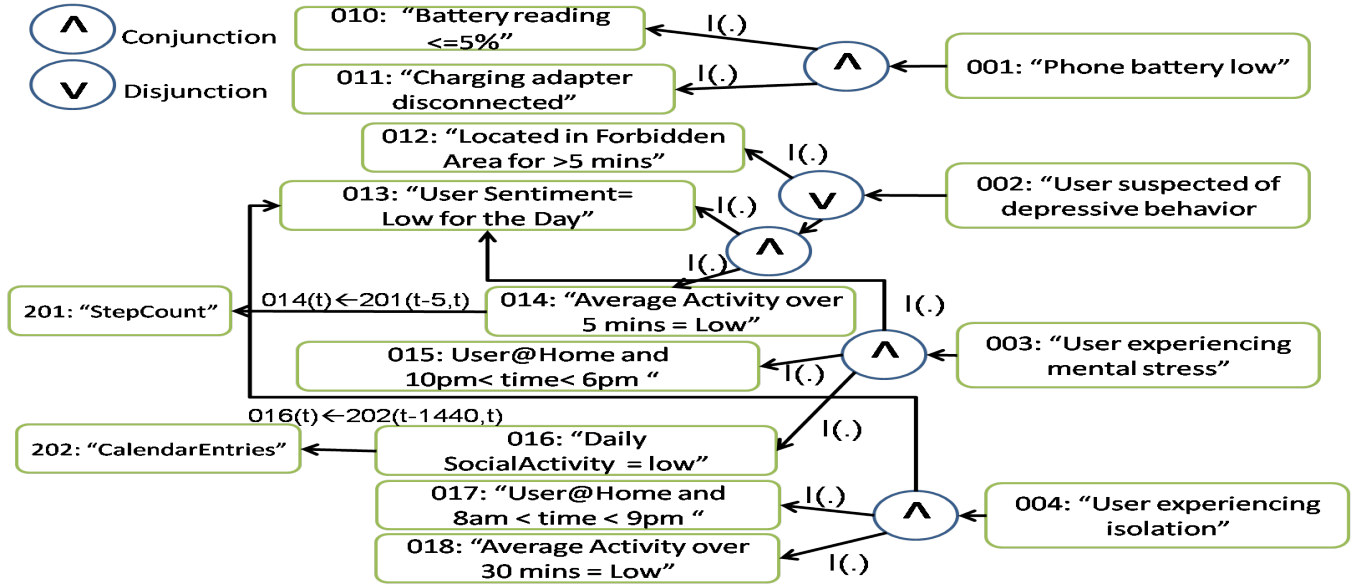 ^
Conjunction
v
Disjunction
010: “Battery reading
<=5%”
I(.)
^
001: “Phone battery low”
011: “Charging adapter
disconnected”
I(.)
012: “Located in Forbidden
Area for >5 mins”
I(.)
v
002: “User suspected of
depressive behavior
013: “User Sentiment=
Low for the Day”
I(.)
^
I(.)
201: “StepCount”
014(t)←201(t-5,t)
014: “Average Activity over
5 mins = Low”
I(.)
^
003: “User experiencing
mental stress”
015: User@Home and
10pm< time< 6pm “
I(.)
016(t)←202(t-1440,t)
202: “CalendarEntries”
016: “Daily
SocialActivity = low”
I(.)
017: “User@Home and
8am < time < 9pm “
I(.)
^
004: “User experiencing
isolation”
018: “Average Activity over
30 mins = Low”
I(.)